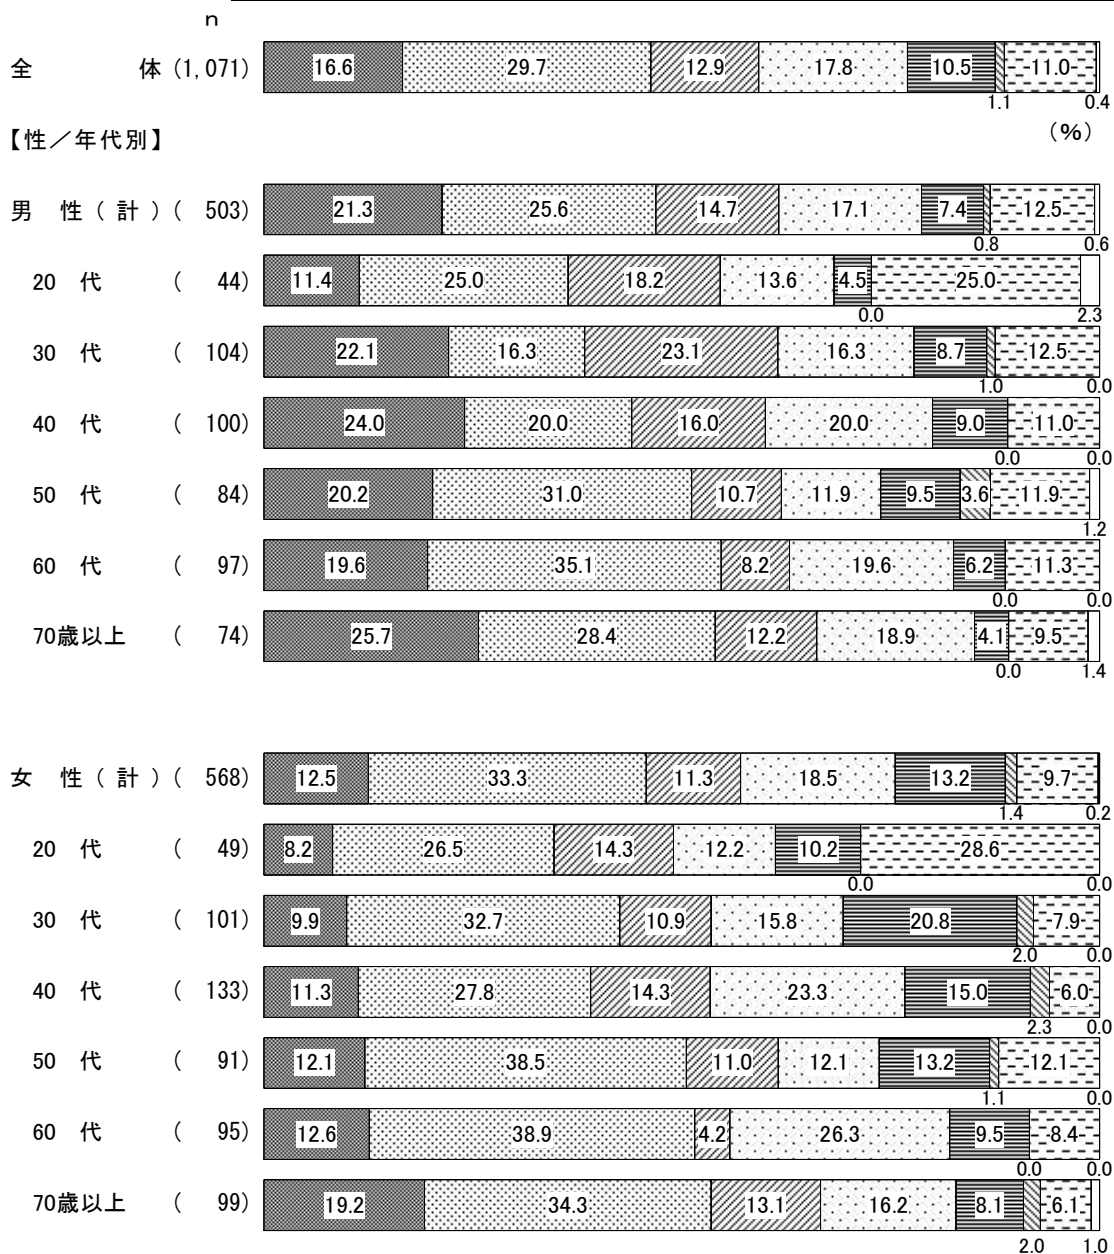 n
全 体 (1,071) 16.6 29.7 12.9 17.8 10.5 11.0
1.1 0.4
【性／年代別】 (%)
男 性(計)( 503) 21.3 25.6 14.7 17.1 7.4 12.5
0.8 0.6
20 代 ( 44) 11.4 25.0 18.2 13.6 4.5 25.0
0.0 2.3
30 代 ( 104) 22.1 16.3 23.1 16.3 8.7 12.5
1.0 0.0
40 代 ( 100) 24.0 20.0 16.0 20.0 9.0 11.0
0.0 0.0
50 代 ( 84) 20.2 31.0 10.7 11.9 9.5 3.6 11.9
1.2
60 代 ( 97) 19.6 35.1 8.2 19.6 6.2 11.3
0.0 0.0
70歳以上 ( 74) 25.7 28.4 12.2 18.9 4.1 9.5
0.0 1.4
女 性(計)( 568) 12.5 33.3 11.3 18.5 13.2 9.7
1.4 0.2
20 代 ( 49) 8.2 26.5 14.3 12.2 10.2 28.6
0.0 0.0
30 代 ( 101) 9.9 32.7 10.9 15.8 20.8 7.9
2.0 0.0
40 代 ( 133) 11.3 27.8 14.3 23.3 15.0 6.0
2.3 0.0
50 代 ( 91) 12.1 38.5 11.0 12.1 13.2 12.1
1.1 0.0
60 代 ( 95) 12.6 38.9 4.2 26.3 9.5 8.4
0.0 0.0
70歳以上 ( 99) 19.2 34.3 13.1 16.2 8.1 6.1
2.0 1.0